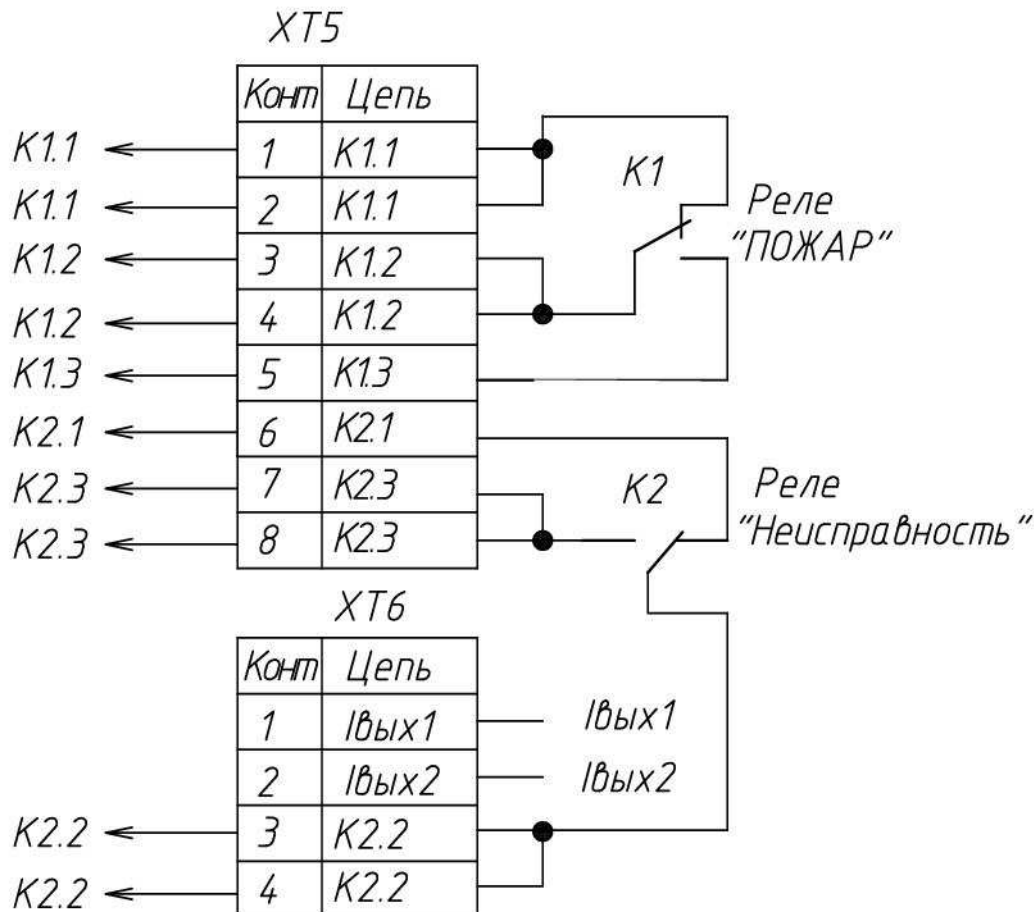 XT5
Конт Цепь
K1.1 1 K1.1
K1.1 2 K1.1
K1.2 3 K1.2
K1.2 4 K1.2
K1.3 5 K1.3
K2.1 6 K2.1
K2.3 7 K2.3
K2.3 8 K2.3
K1
Реле
"ПОЖАР"
K2
Реле
"Неисправность"
XT6
Конт Цепь
1 Iвых1 Iвых1
2 Iвых2 Iвых2
K2.2 3 K2.2
K2.2 4 K2.2